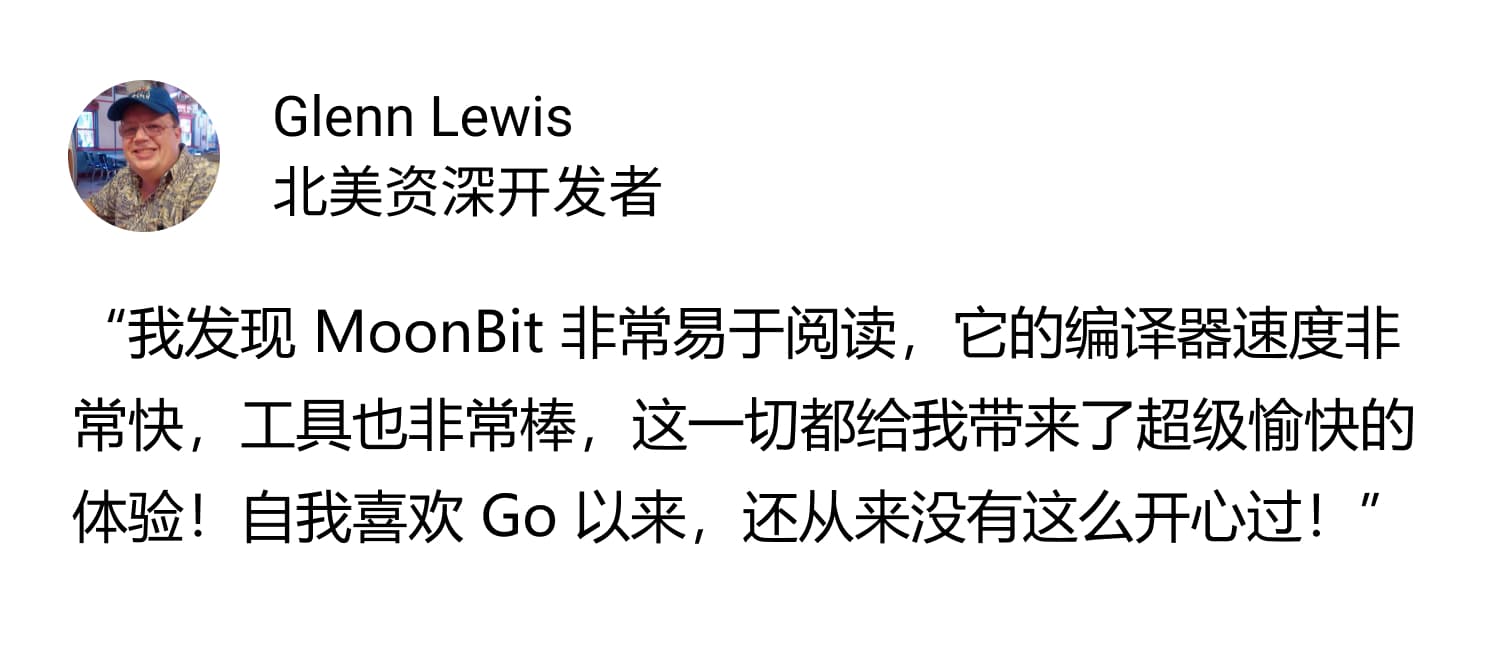 Glenn Lewis
北美资深开发者
“我发现 MoonBit 非常易于阅读，它的编译器速度非
常快，工具也非常棒，这一切都给我带来了超级愉快的
体验！自我喜欢 Go 以来，还从来没有这么开心过！”